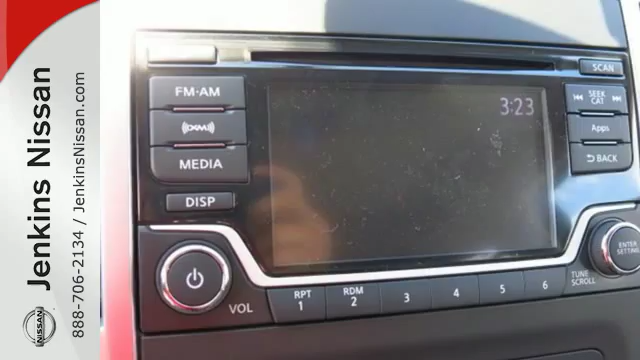 Jenkins Nissan
888-706-2134 / JenkinsNissan.com
NISSAN
FM·AM
((XM))
MEDIA
DISP
VOL
3:23
SCAN
SEEK
CAT
Apps
BACK
ENTER
SETTING
TUNE
SCROLL
RPT
1
RDM
2
3
4
5
6